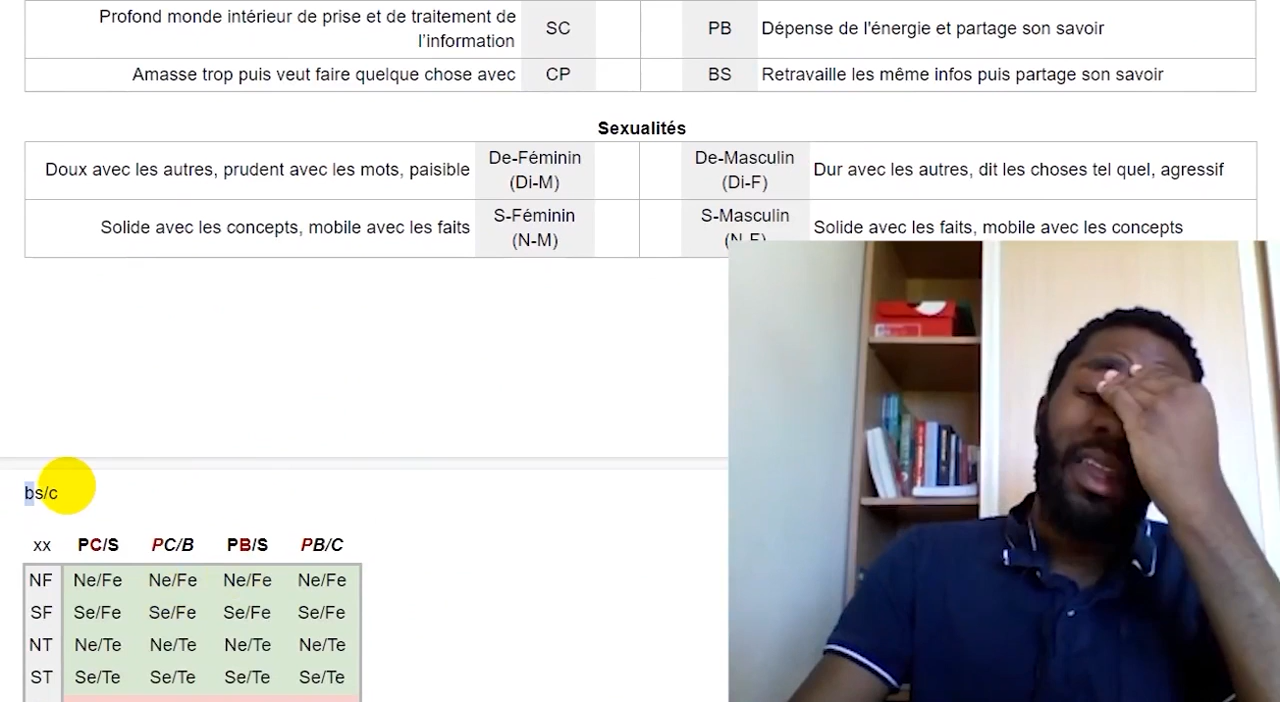 Profond monde intérieur de prise et de traitement de
l'information
SC
PB
Dépense de l'énergie et partage son savoir
Amasse trop puis veut faire quelque chose avec
CP
BS
Retravaille les même infos puis partage son savoir
Sexualités
Doux avec les autres, prudent avec les mots, paisible
De-Féminin
(Di-M)
De-Masculin
(Di-F)
Dur avec les autres, dit les choses tel quel, agressif
Solide avec les concepts, mobile avec les faits
S-Féminin
(N-M)
S-Masculin
(N-F)
Solide avec les faits, mobile avec les concepts
bs/c
xx PC/S PC/B PB/S PB/C
NF Ne/Fe Ne/Fe Ne/Fe Ne/Fe
SF Se/Fe Se/Fe Se/Fe Se/Fe
NT Ne/Te Ne/Te Ne/Te Ne/Te
ST Se/Te Se/Te Se/Te Se/Te